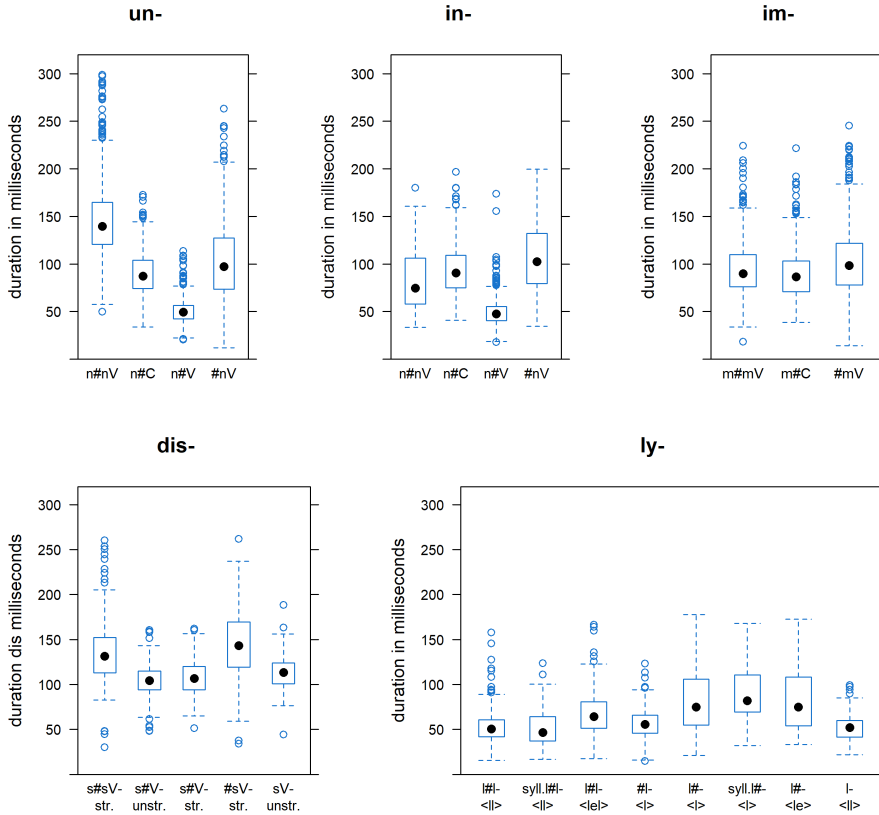 un-
in-
im-
duration in milliseconds
300
250
200
150
100
50
n#nV n#C n#V #nV
duration in milliseconds
300
250
200
150
100
50
n#nV n#C n#V #nV
duration in milliseconds
300
250
200
150
100
50
m#mV m#C #mV
dis-
ly-
duration dis milliseconds
300
250
200
150
100
50
s#sV- s#V- s#V- #sV- sV-
str. unstr. str. str. unstr.
duration in milliseconds
300
250
200
150
100
50
l#l- syll.l#l- l#l- #l- l#- syll.l#- l#- l-
<ll> <ll> <lel> <l> <l> <l> <le> <ll>